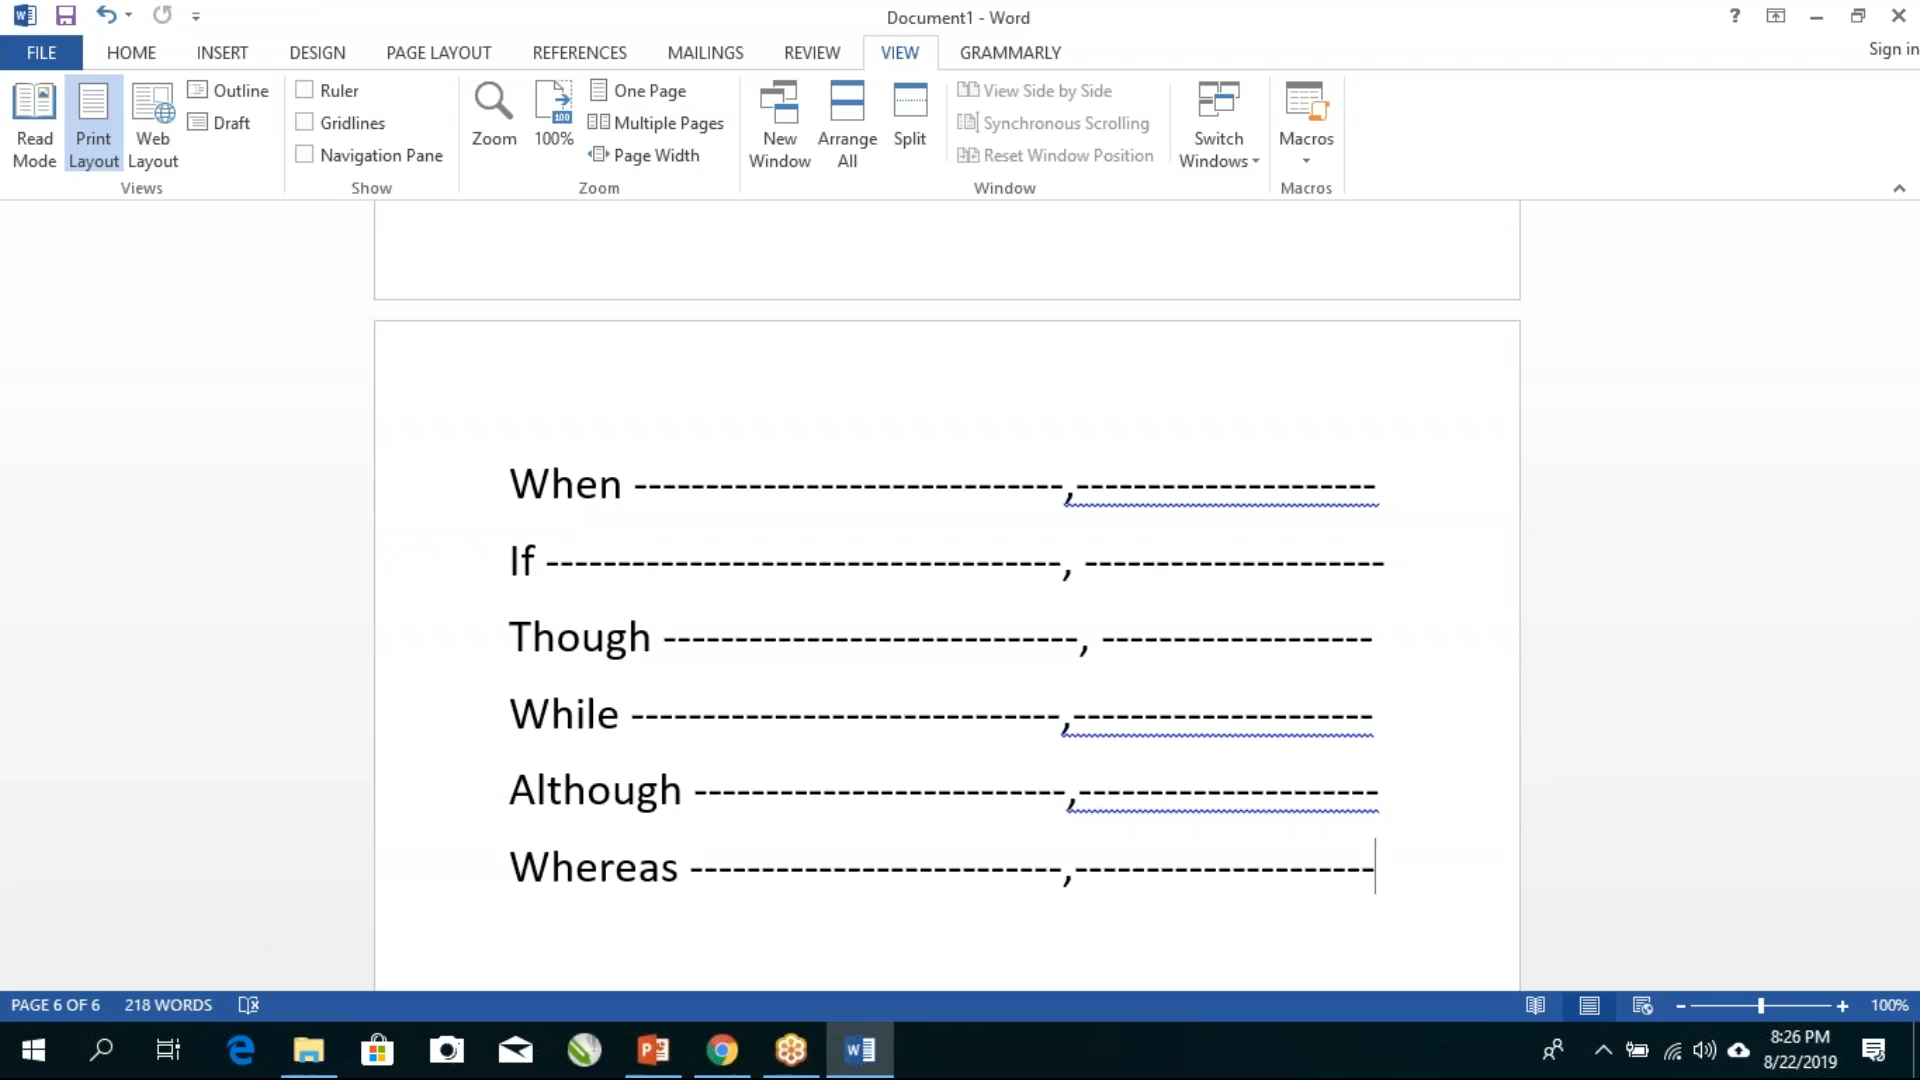 Document1 - Word
?
Sign in
FILE HOME INSERT DESIGN PAGE LAYOUT REFERENCES MAILINGS REVIEW VIEW GRAMMARLY
Read Mode
Print Layout
Web Layout
Outline
Draft
Views
Ruler
Gridlines
Navigation Pane
Show
Zoom
100
100%
One Page
Multiple Pages
Page Width
Zoom
New Window
Arrange All
Split
View Side by Side
Synchronous Scrolling
Reset Window Position
Window
Switch Windows
Macros
Macros
When ------------------------------,---------------------
If ------------------------------------, ---------------------
Though -----------------------------, -------------------
While ------------------------------,---------------------
Although --------------------------,---------------------
Whereas --------------------------,---------------------
PAGE 6 OF 6 218 WORDS 100%
8:26 PM
8/22/2019